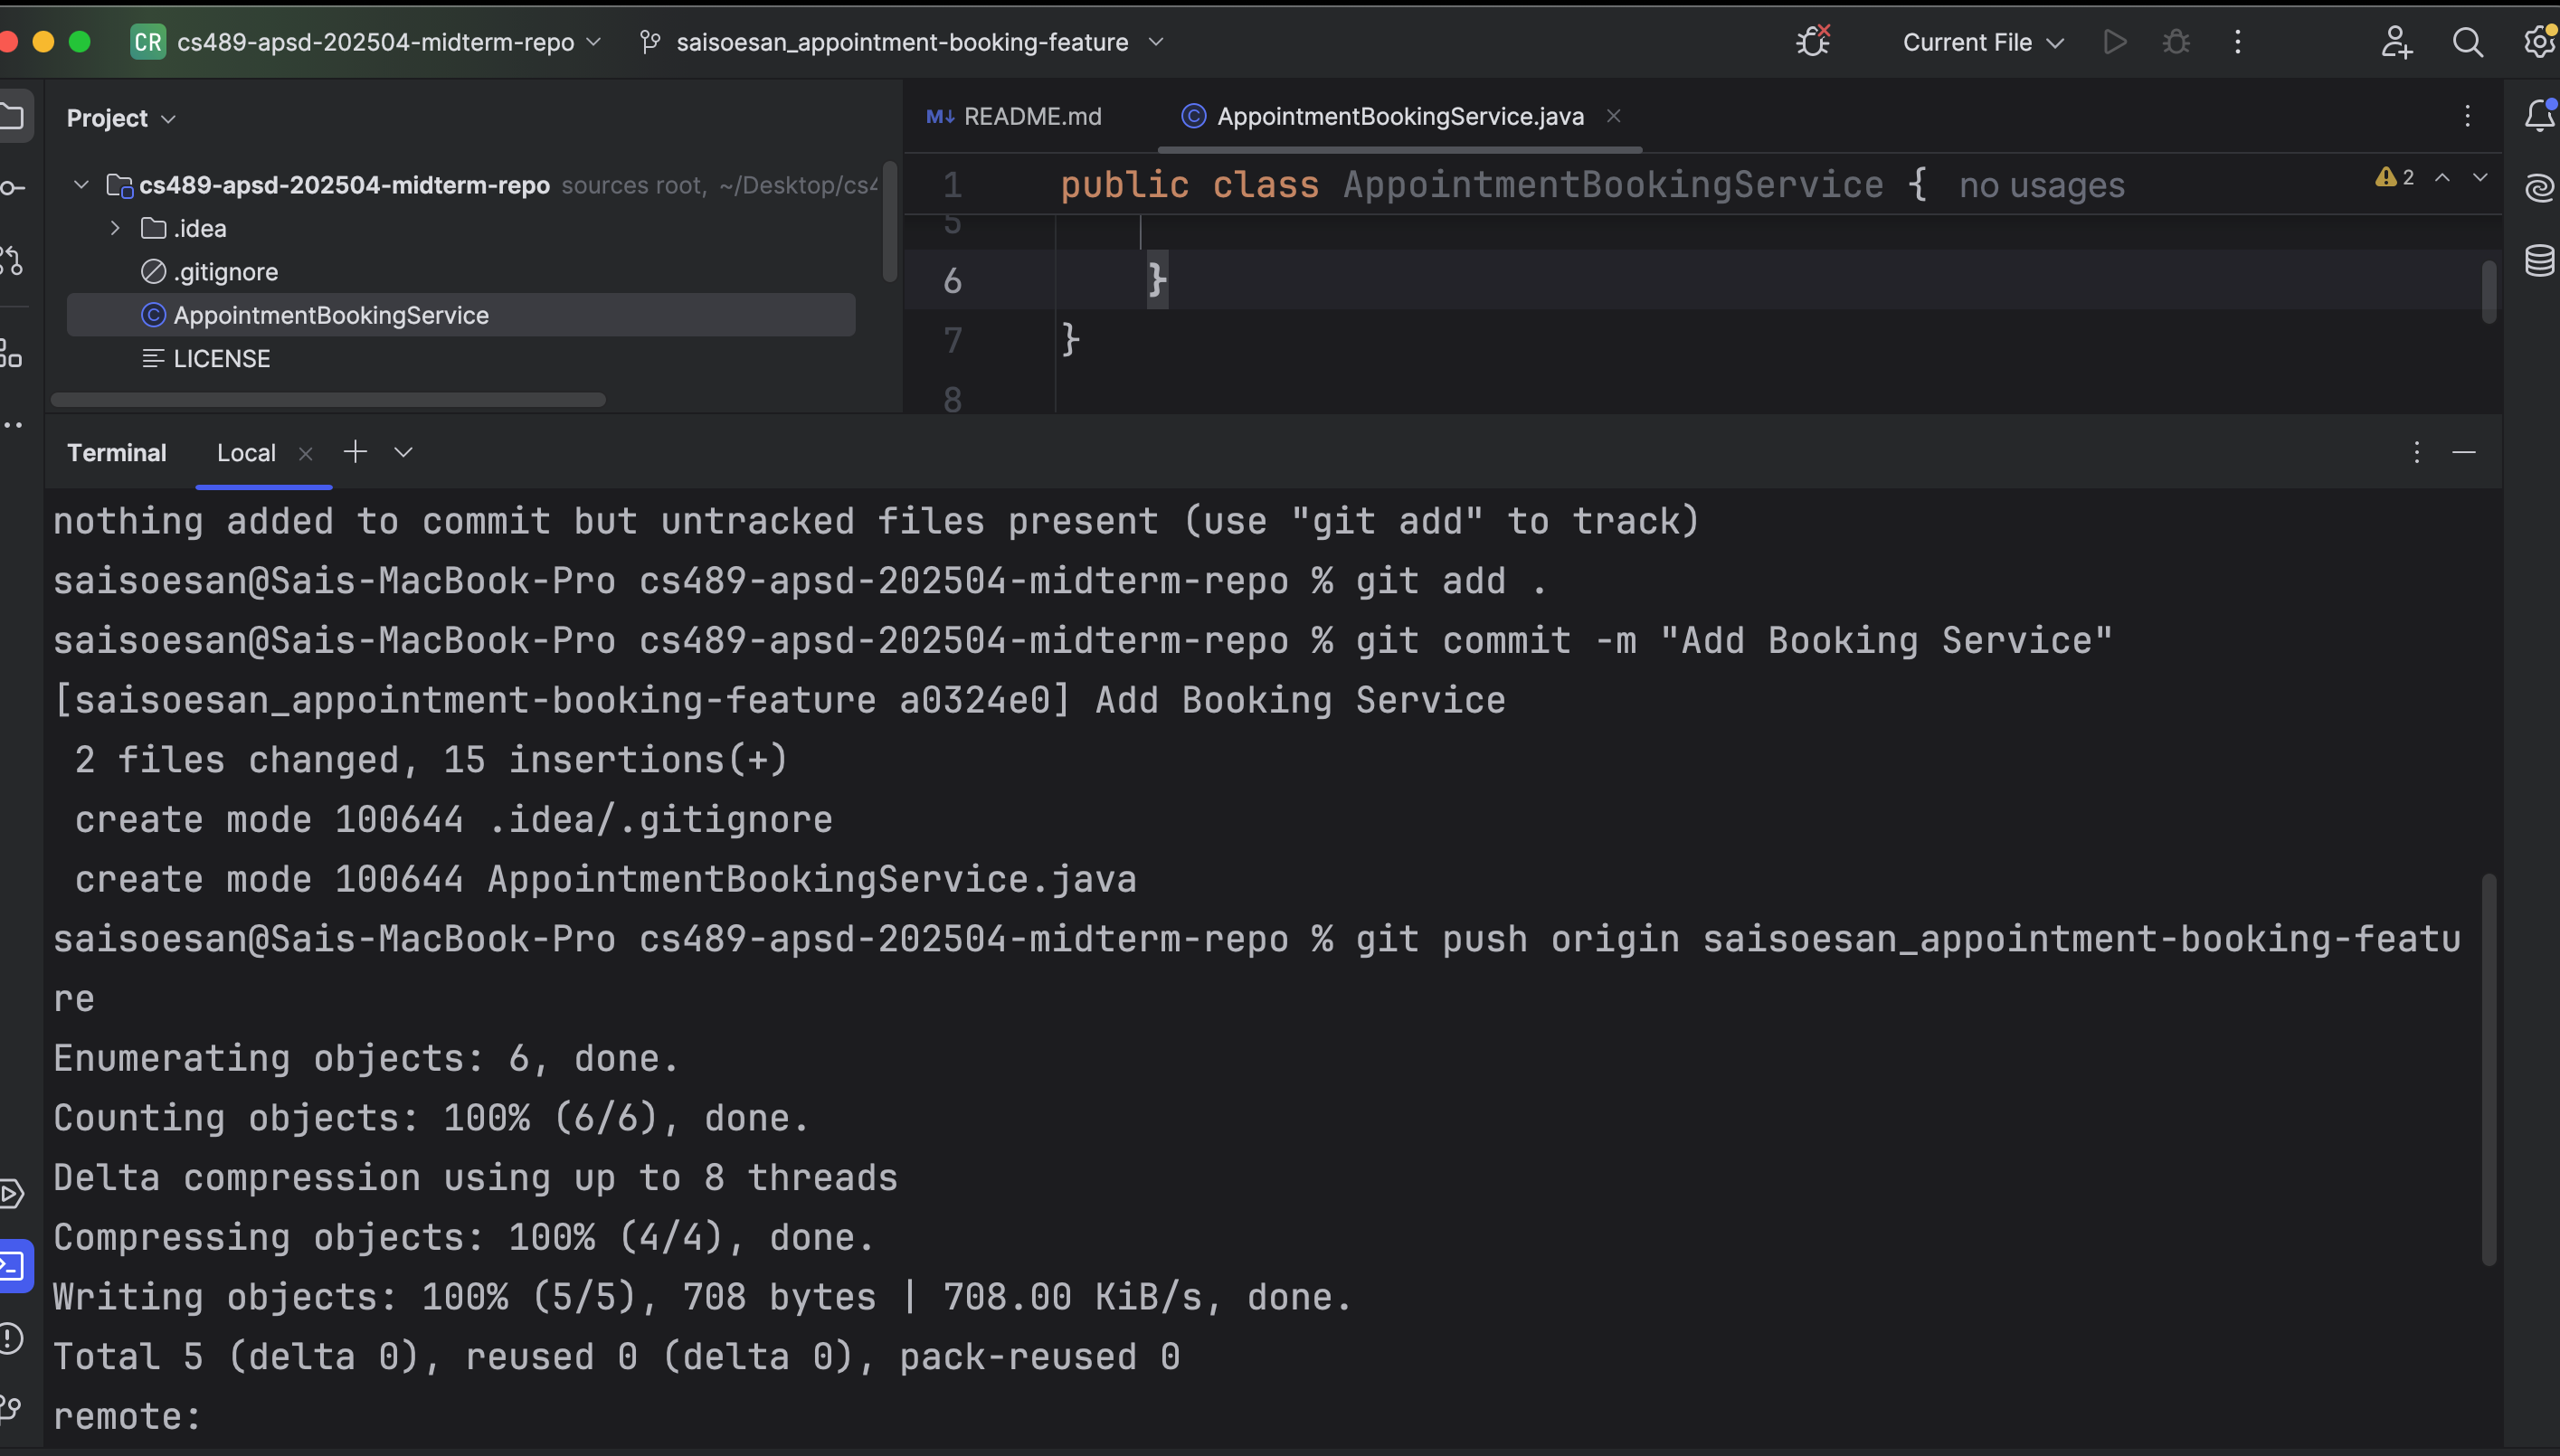 CR cs489-apsd-202504-midterm-repo saisoesan_appointment-booking-feature Current File
Project
README.md AppointmentBookingService.java
cs489-apsd-202504-midterm-repo sources root, ~/Desktop/cs4
.idea
.gitignore
AppointmentBookingService
LICENSE
1 public class AppointmentBookingService { no usages 2
5
6 }
7 }
8
Terminal Local
nothing added to commit but untracked files present (use "git add" to track)
saisoesan@Sais-MacBook-Pro cs489-apsd-202504-midterm-repo % git add .
saisoesan@Sais-MacBook-Pro cs489-apsd-202504-midterm-repo % git commit -m "Add Booking Service"
[saisoesan_appointment-booking-feature a0324e0] Add Booking Service
2 files changed, 15 insertions(+)
create mode 100644 .idea/.gitignore
create mode 100644 AppointmentBookingService.java
saisoesan@Sais-MacBook-Pro cs489-apsd-202504-midterm-repo % git push origin saisoesan_appointment-booking-featu
re
Enumerating objects: 6, done.
Counting objects: 100% (6/6), done.
Delta compression using up to 8 threads
Compressing objects: 100% (4/4), done.
Writing objects: 100% (5/5), 708 bytes | 708.00 KiB/s, done.
Total 5 (delta 0), reused 0 (delta 0), pack-reused 0
remote: